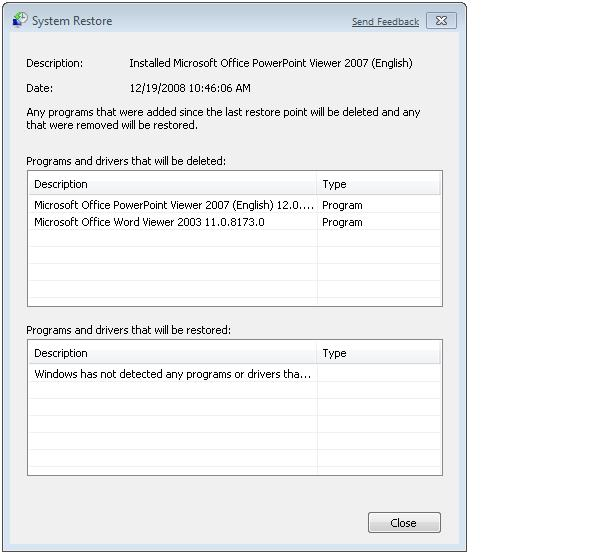 System Restore
Send Feedback
Description: Installed Microsoft Office PowerPoint Viewer 2007 (English)
Date: 12/19/2008 10:46:06 AM
Any programs that were added since the last restore point will be deleted and any
that were removed will be restored.
Programs and drivers that will be deleted:
Description Type
Microsoft Office PowerPoint Viewer 2007 (English) 12.0.... Program
Microsoft Office Word Viewer 2003 11.0.8173.0 Program
Programs and drivers that will be restored:
Description Type
Windows has not detected any programs or drivers tha...
Close